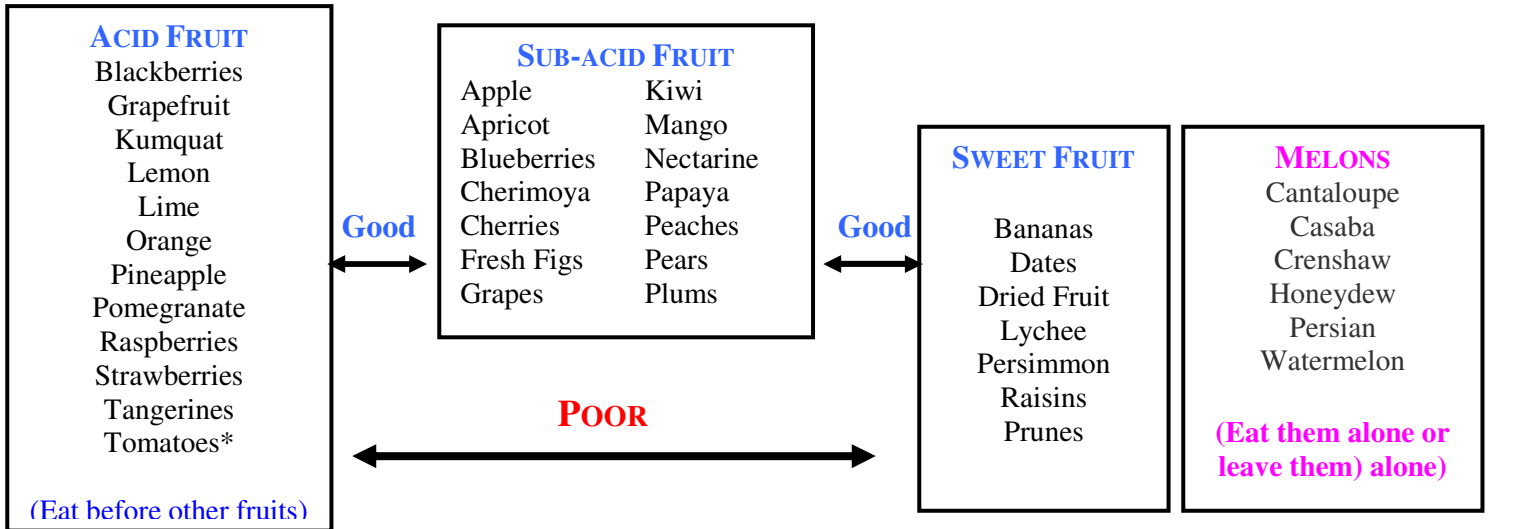 ACID FRUIT
Blackberries
Grapefruit
Kumquat
Lemon
Lime
Orange
Pineapple
Pomegranate
Raspberries
Strawberries
Tangerines
Tomatoes*
(Eat before other fruits)
Good
SUB-ACID FRUIT
Apple Kiwi
Apricot Mango
Blueberries Nectarine
Cherimoya Papaya
Cherries Peaches
Fresh Figs Pears
Grapes Plums
Good
POOR
SWEET FRUIT
Bananas
Dates
Dried Fruit
Lychee
Persimmon
Raisins
Prunes
MELONS
Cantaloupe
Casaba
Crenshaw
Honeydew
Persian
Watermelon
(Eat them alone or
leave them) alone)